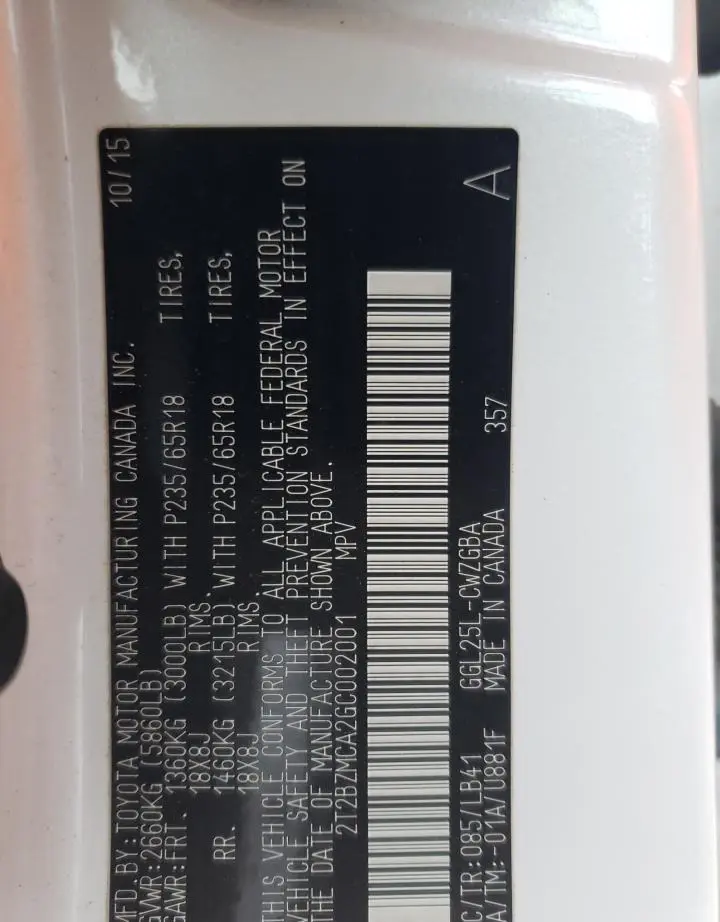 MFD.BY:TOYOTA MOTOR MANUFACTURING CANADA INC. 10/15
GVWR:2660KG (5860LB)
GAWR:FRT. 1360KG (3000LB) WITH P235/65R18 TIRES,
18X8J RIMS,
RR. 1460KG (3215LB) WITH P235/65R18 TIRES,
18X8J RIMS.
THIS VEHICLE CONFORMS TO ALL APPLICABLE FEDERAL MOTOR
VEHICLE SAFETY AND THEFT PREVENTION STANDARDS IN EFFECT ON
THE DATE OF MANUFACTURE SHOWN ABOVE.
2T2BZMCA2GC002001 MPV
C/TR:085/LB41 GGL25L-CWZGBA A
A/TM:-01A/U881F MADE IN CANADA 357